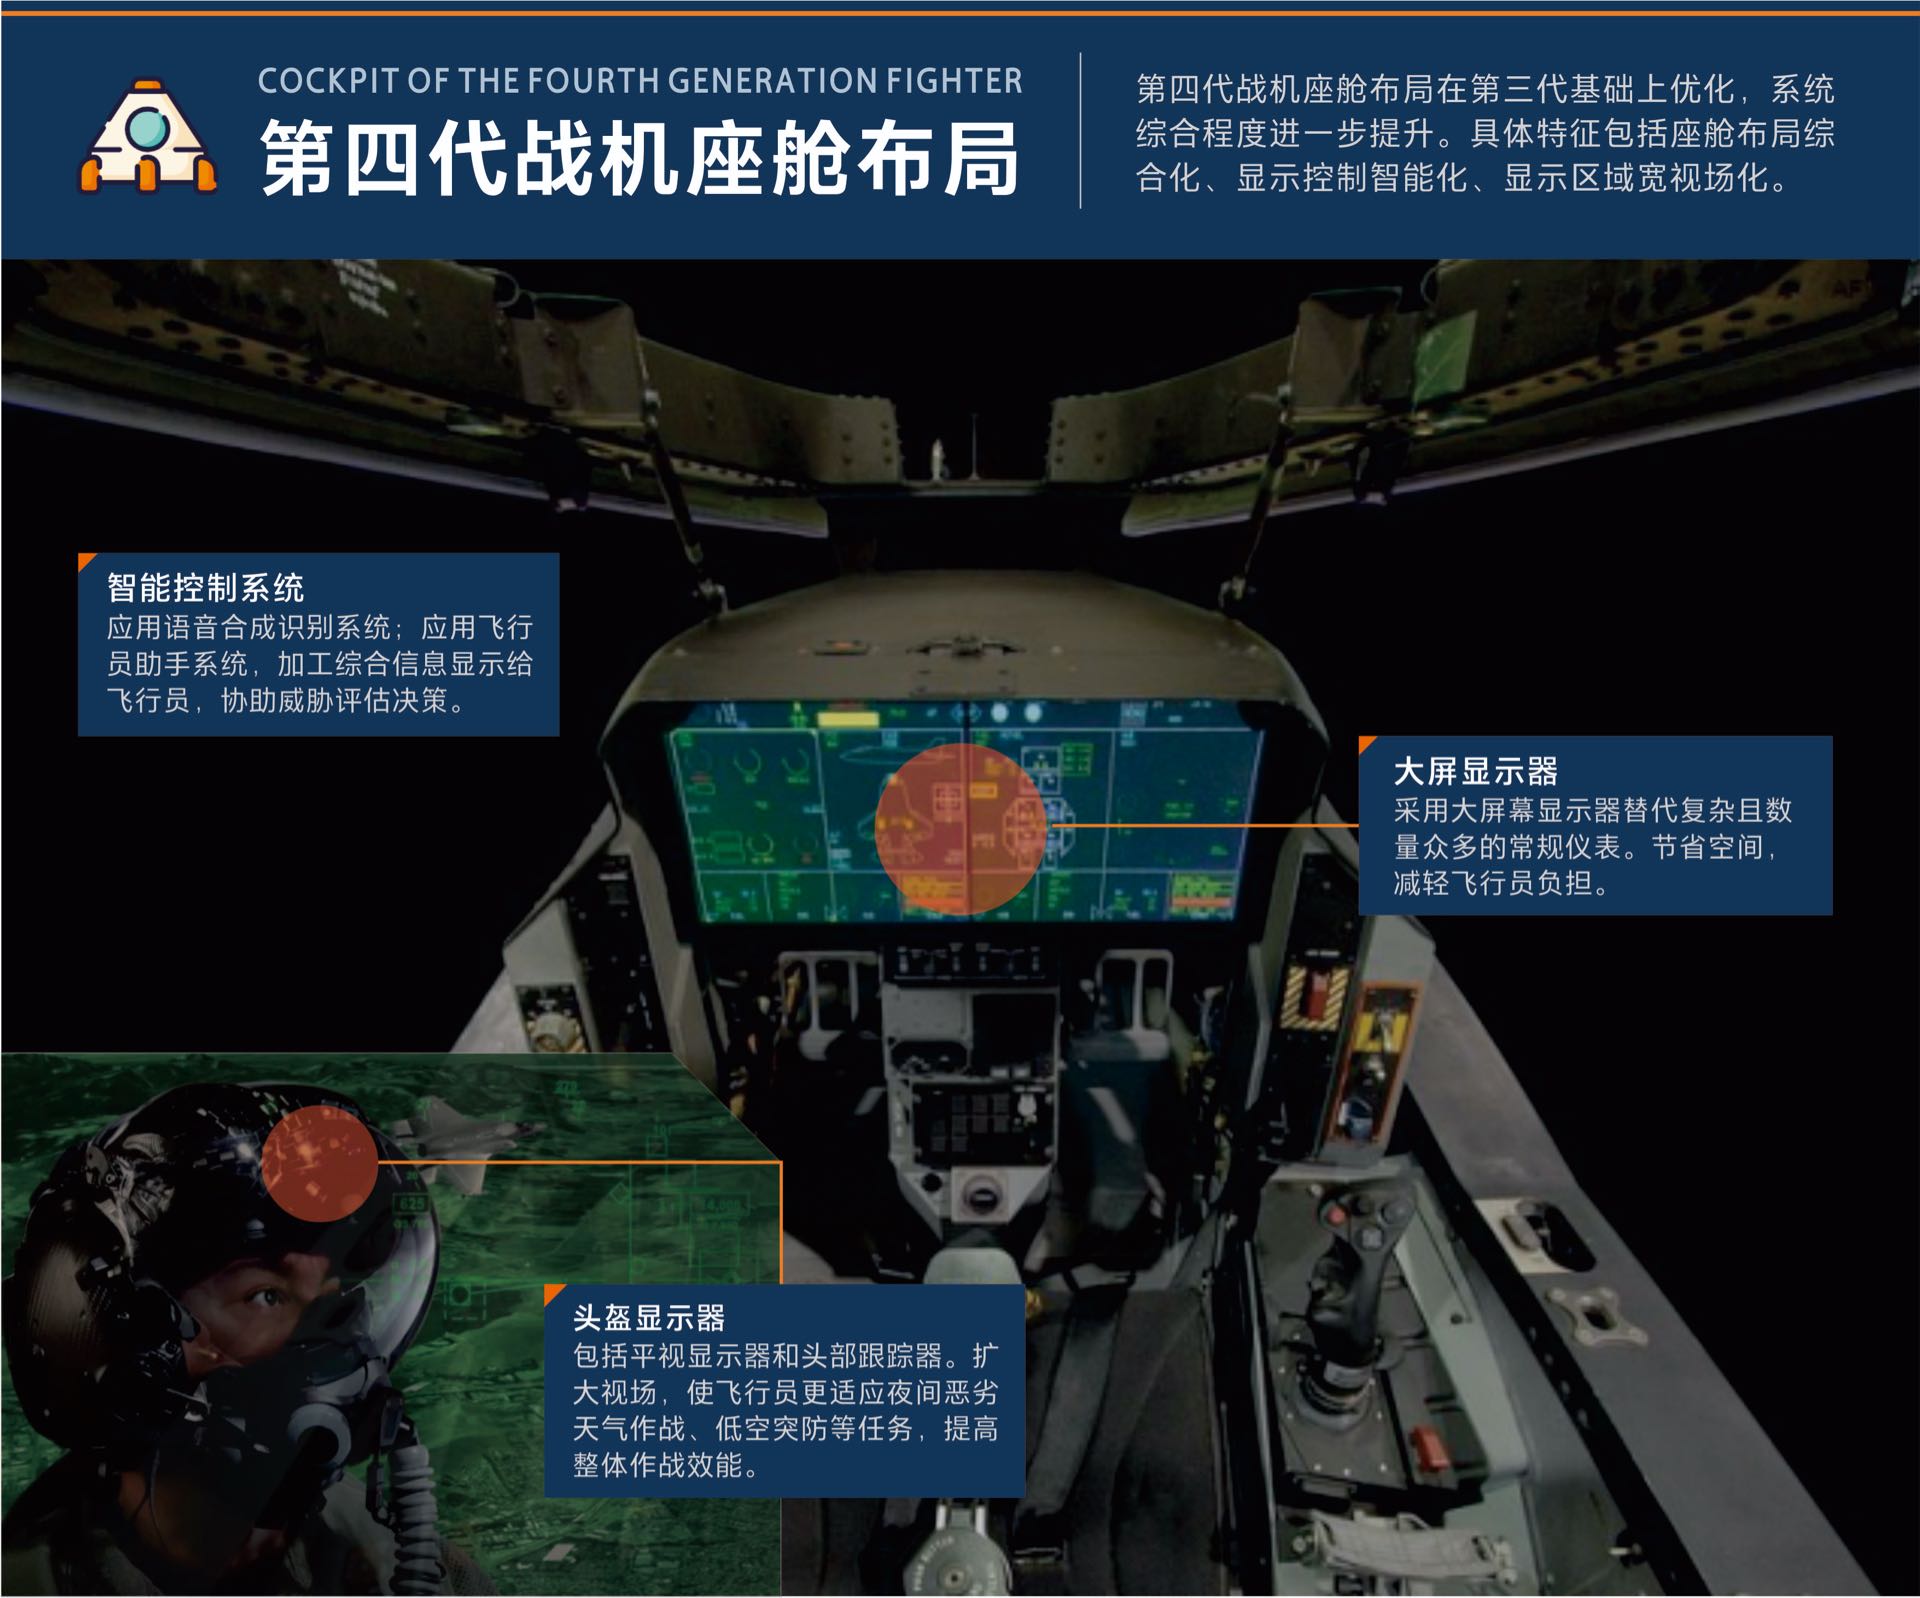 COCKPIT OF THE FOURTH GENERATION FIGHTER
第四代战机座舱布局
第四代战机座舱布局在第三代基础上优化，系统
综合程度进一步提升。具体特征包括座舱布局综
合化、显示控制智能化、显示区域宽视场化。
智能控制系统
应用语音合成识别系统；应用飞行
员助手系统，加工综合信息显示给
飞行员，协助威胁评估决策。
大屏显示器
采用大屏幕显示器替代复杂且数
量众多的常规仪表。节省空间，
减轻飞行员负担。
625
头盔显示器
包括平视显示器和头部跟踪器。扩
大视场，使飞行员更适应夜间恶劣
天气作战、低空突防等任务，提高
整体作战效能。